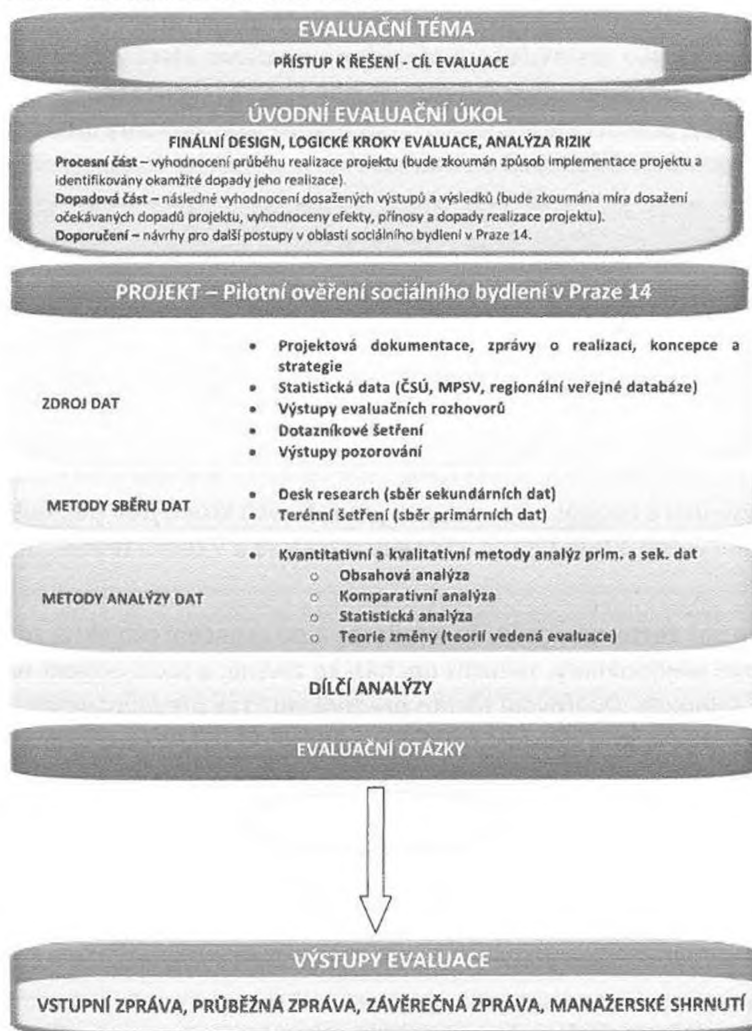 EVALUAČNÍ TÉMA
PŘÍSTUP K ŘEŠENÍ - CÍL EVALUACE
ÚVODNÍ EVALUAČNÍ ÚKOL
FINÁLNÍ DESIGN, LOGICKÉ KROKY EVALUACE, ANALÝZA RIZIK
Procesní část – vyhodnocení průběhu realizace projektu (bude zkoumán způsob implementace projektu a
identifikovány okamžité dopady jeho realizace).
Dopadová část – následné vyhodnocení dosažených výstupů a výsledků (bude zkoumána míra dosažení
očekávaných dopadů projektu, vyhodnoceny efekty, přínosy a dopady realizace projektu).
Doporučení – návrhy pro další postupy v oblasti sociálního bydlení v Praze 14.
PROJEKT – Pilotní ověření sociálního bydlení v Praze 14
ZDROJ DAT
• Projektová dokumentace, zprávy o realizaci, koncepce a
strategie
• Statistická data (ČSÚ, MPSV, regionální veřejné databáze)
• Výstupy evaluačních rozhovorů
• Dotazníkové šetření
• Výstupy pozorování
METODY SBĚRU DAT
• Desk research (sběr sekundárních dat)
• Terénní šetření (sběr primárních dat)
METODY ANALÝZY DAT
• Kvantitativní a kvalitativní metody analýz prim. a sek. dat
o Obsahová analýza
o Komparativní analýza
o Statistická analýza
o Teorie změny (teorií vedená evaluace)
DÍLČÍ ANALÝZY
EVALUAČNÍ OTÁZKY
VÝSTUPY EVALUACE
VSTUPNÍ ZPRÁVA, PRŮBĚŽNÁ ZPRÁVA, ZÁVĚREČNÁ ZPRÁVA, MANAŽERSKÉ SHRNUTÍ